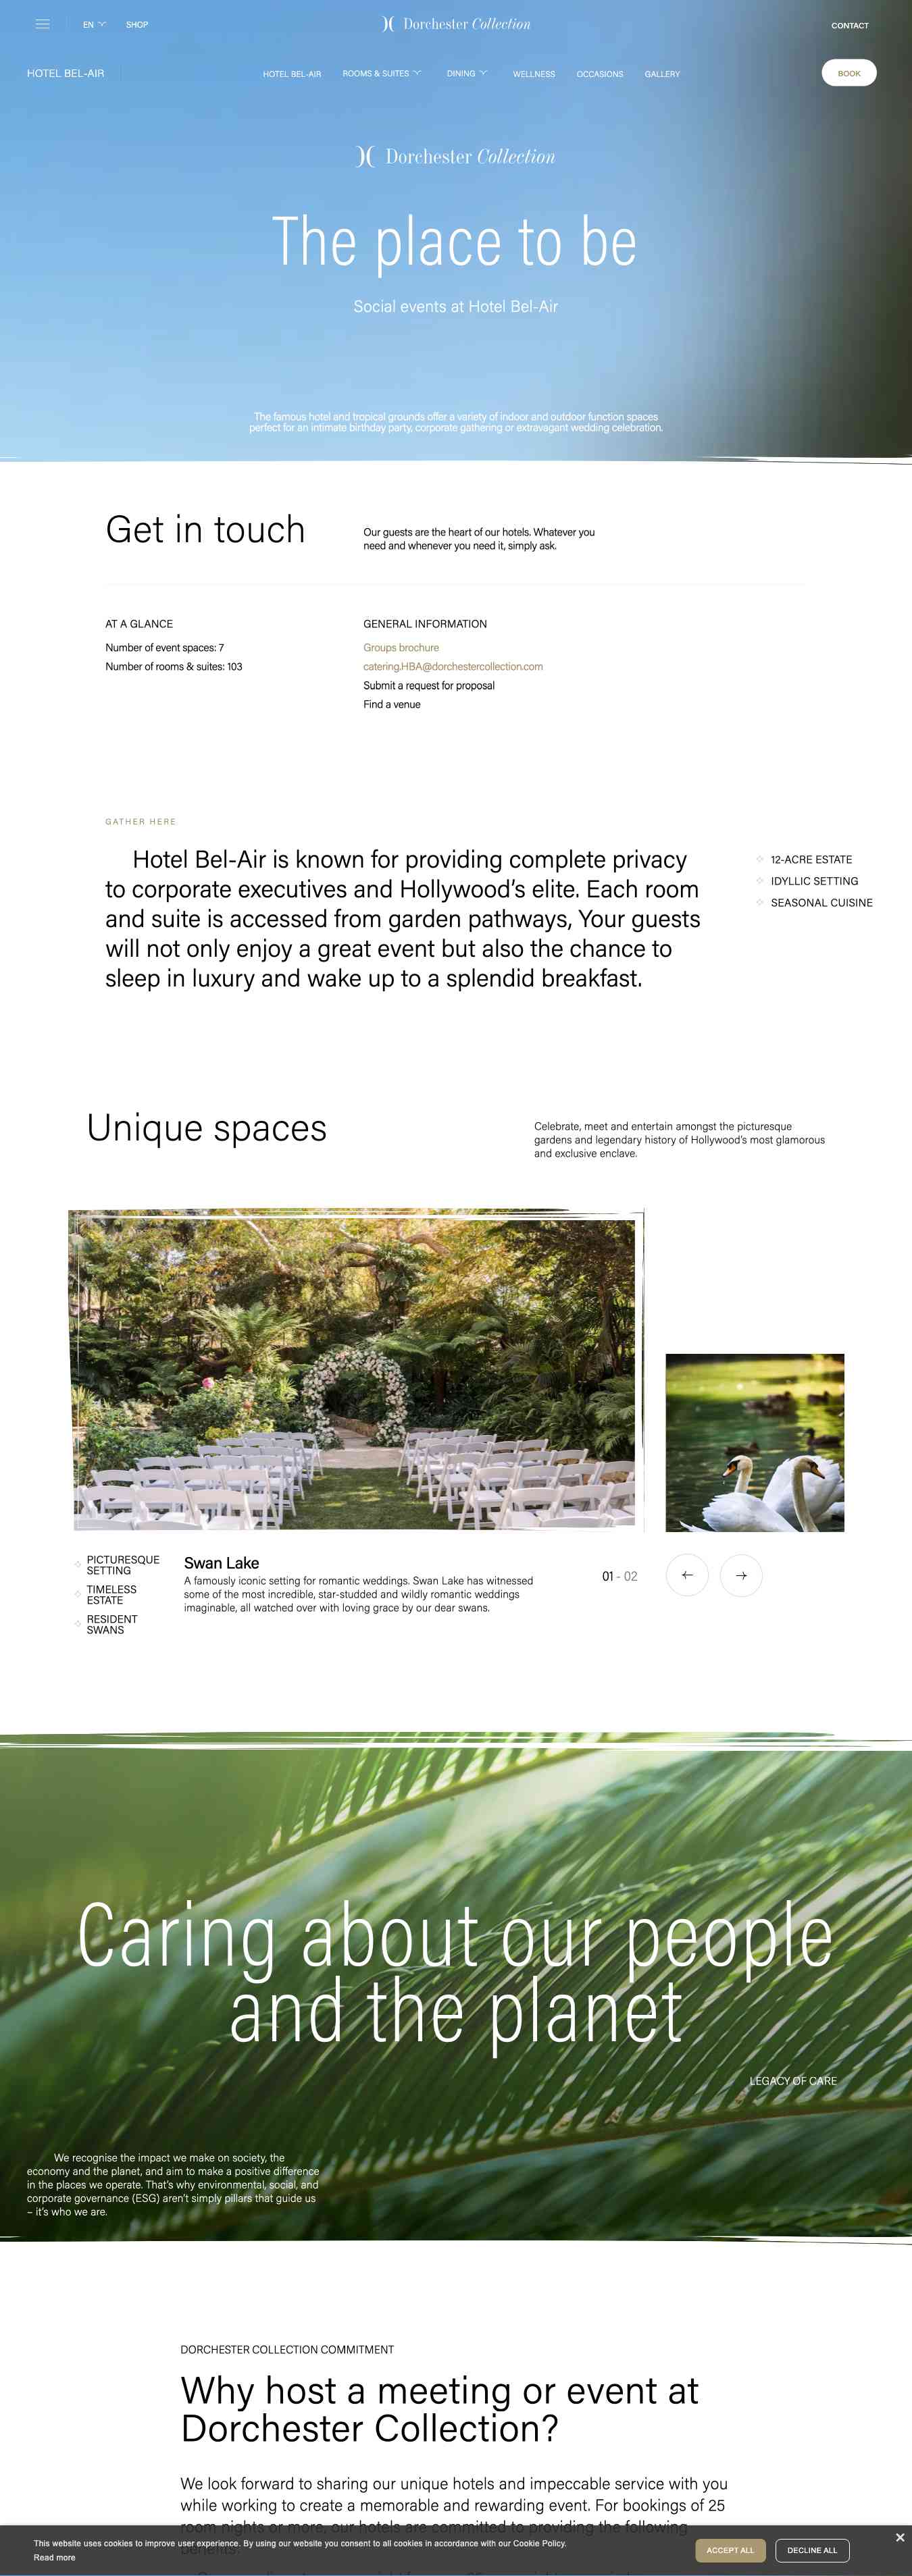 EN
SHOP
Dorchester Collection
CONTACT
HOTEL BEL-AIR
HOTEL BEL-AIR
ROOMS & SUITES
DINING
WELLNESS
OCCASIONS
GALLERY
BOOK
Dorchester Collection
The place to be
Social events at Hotel Bel-Air
The famous hotel and tropical grounds offer a variety of indoor and outdoor function spaces
perfect for an intimate birthday party, corporate gathering or extravagant wedding celebration.
Get in touch
Our guests are the heart of our hotels. Whatever you
need and whenever you need it, simply ask.
AT A GLANCE
Number of event spaces: 7
Number of rooms & suites: 103
GENERAL INFORMATION
Groups brochure
catering.HBA@dorchestercollection.com
Submit a request for proposal
Find a venue
GATHER HERE
Hotel Bel-Air is known for providing complete privacy
to corporate executives and Hollywood's elite. Each room
and suite is accessed from garden pathways, Your guests
will not only enjoy a great event but also the chance to
sleep in luxury and wake up to a splendid breakfast.
12-ACRE ESTATE
IDYLLIC SETTING
SEASONAL CUISINE
Unique spaces
Celebrate, meet and entertain amongst the picturesque
gardens and legendary history of Hollywood's most glamorous
and exclusive enclave.
PICTURESQUE
SETTING
TIMELESS
ESTATE
RESIDENT
SWANS
Swan Lake
A famously iconic setting for romantic weddings. Swan Lake has witnessed
some of the most incredible, star-studded and wildly romantic weddings
imaginable, all watched over with loving grace by our dear swans.
01 - 02
Caring about our people
and the planet
LEGACY OF CARE
We recognise the impact we make on society, the
economy and the planet, and aim to make a positive difference
in the places we operate. That's why environmental, social, and
corporate governance (ESG) aren't simply pillars that guide us
– it's who we are.
DORCHESTER COLLECTION COMMITMENT
Why host a meeting or event at
Dorchester Collection?
We look forward to sharing our unique hotels and impeccable service with you
while working to create a memorable and rewarding event. For bookings of 25
room nights or more, our hotels are committed to providing the following
benefits:
This website uses cookies to improve user experience. By using our website you consent to all cookies in accordance with our Cookie Policy.
Read more
ACCEPT ALL
DECLINE ALL